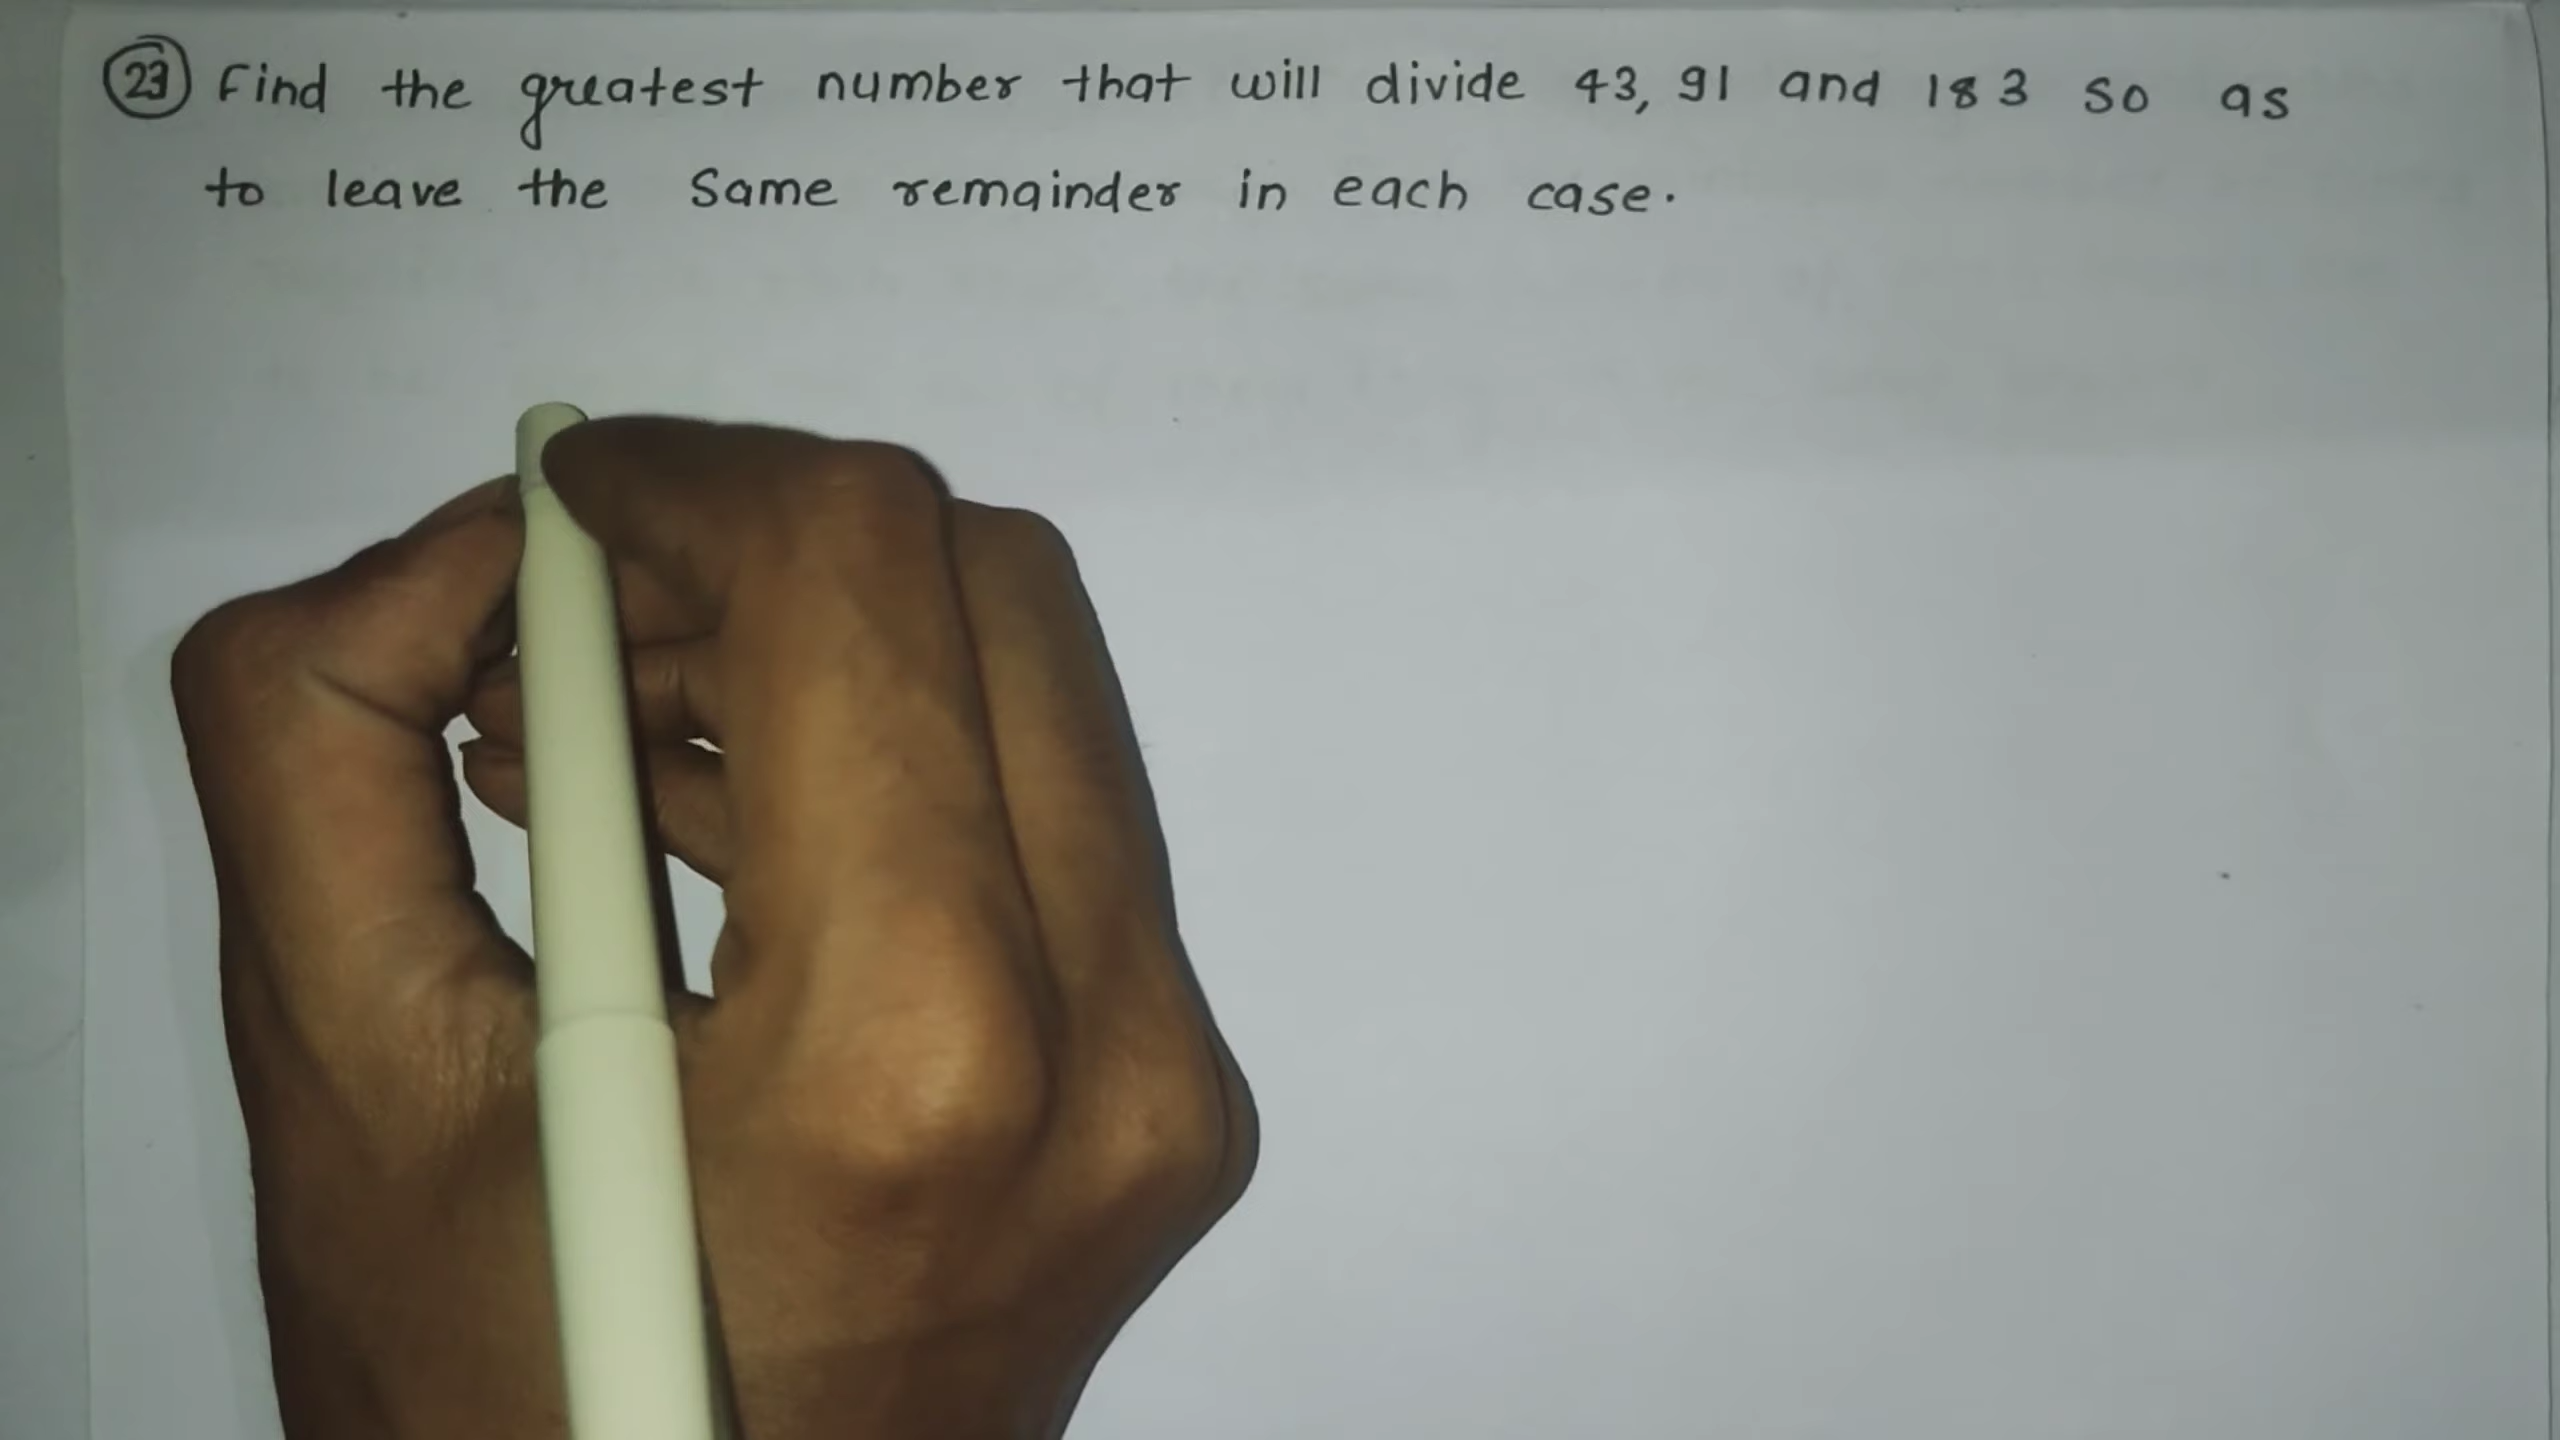 23 Find the greatest number that will divide 43, 91 and 183 so as
to leave the same remainder in each case.